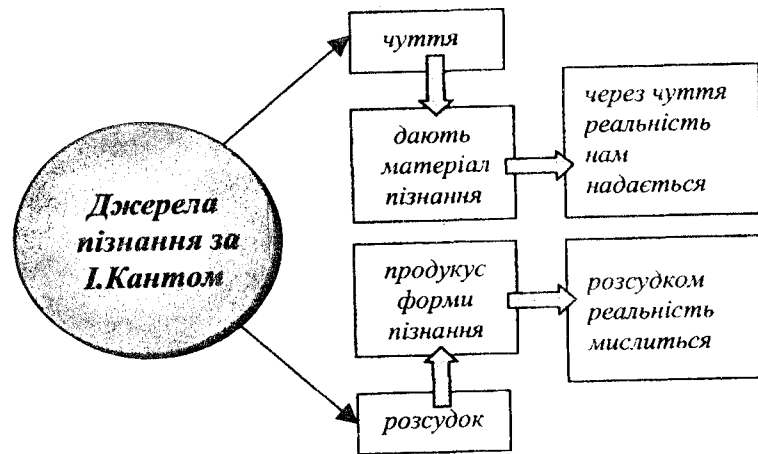 чуття
дають
матеріал
пізнання
через чуття
реальність
нам
надається
Джерела
пізнання за
І.Кантом
продукує
форми
пізнання
розсудком
реальність
мислиться
розсудок